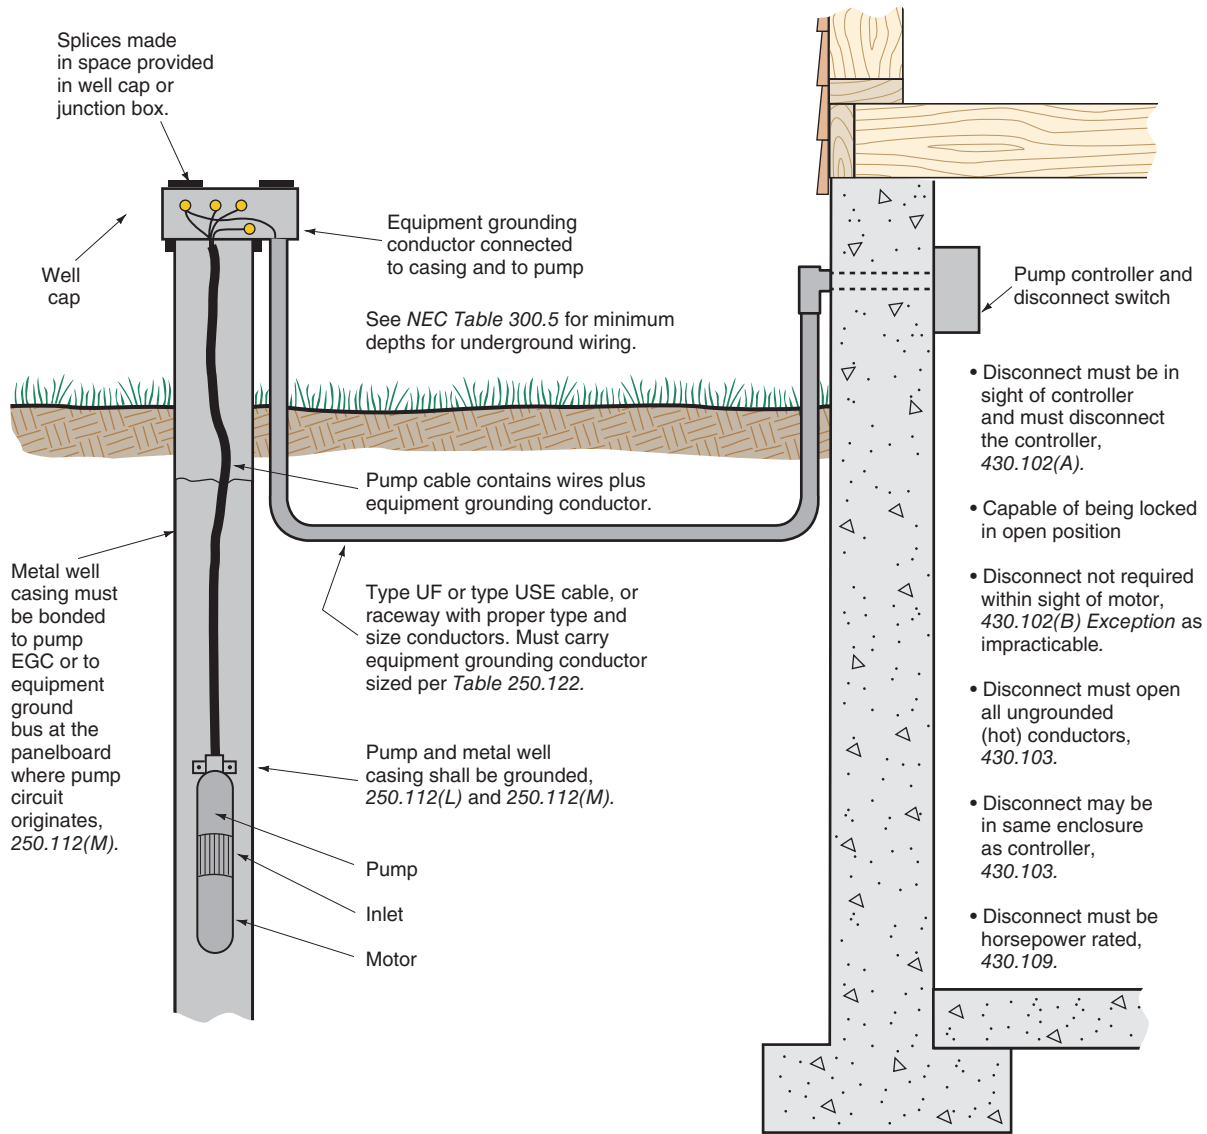 Splices made
in space provided
in well cap or
junction box.
Well
cap
Equipment grounding
conductor connected
to casing and to pump
See NEC Table 300.5 for minimum
depths for underground wiring.
Pump cable contains wires plus
equipment grounding conductor.
Metal well
casing must
be bonded
to pump
EGC or to
equipment
ground
bus at the
panelboard
where pump
circuit
originates,
250.112(M).
Type UF or type USE cable, or
raceway with proper type and
size conductors. Must carry
equipment grounding conductor
sized per Table 250.122.
Pump and metal well
casing shall be grounded,
250.112(L) and 250.112(M).
Pump
Inlet
Motor
Pump controller and
disconnect switch
• Disconnect must be in
sight of controller
and must disconnect
the controller,
430.102(A).
• Capable of being locked
in open position
• Disconnect not required
within sight of motor,
430.102(B) Exception as
impracticable.
• Disconnect must open
all ungrounded
(hot) conductors,
430.103.
• Disconnect may be
in same enclosure
as controller,
430.103.
• Disconnect must be
horsepower rated,
430.109.